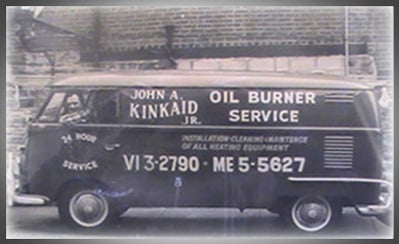 JOHN A.
KINKAID
JR.
OIL BURNER
SERVICE
INSTALLATION-CLEANING & MAINTENCE
OF ALL HEATING EQUIPMENT
24 HOUR
SERVICE
VI 3-2790 - ME 5-5627